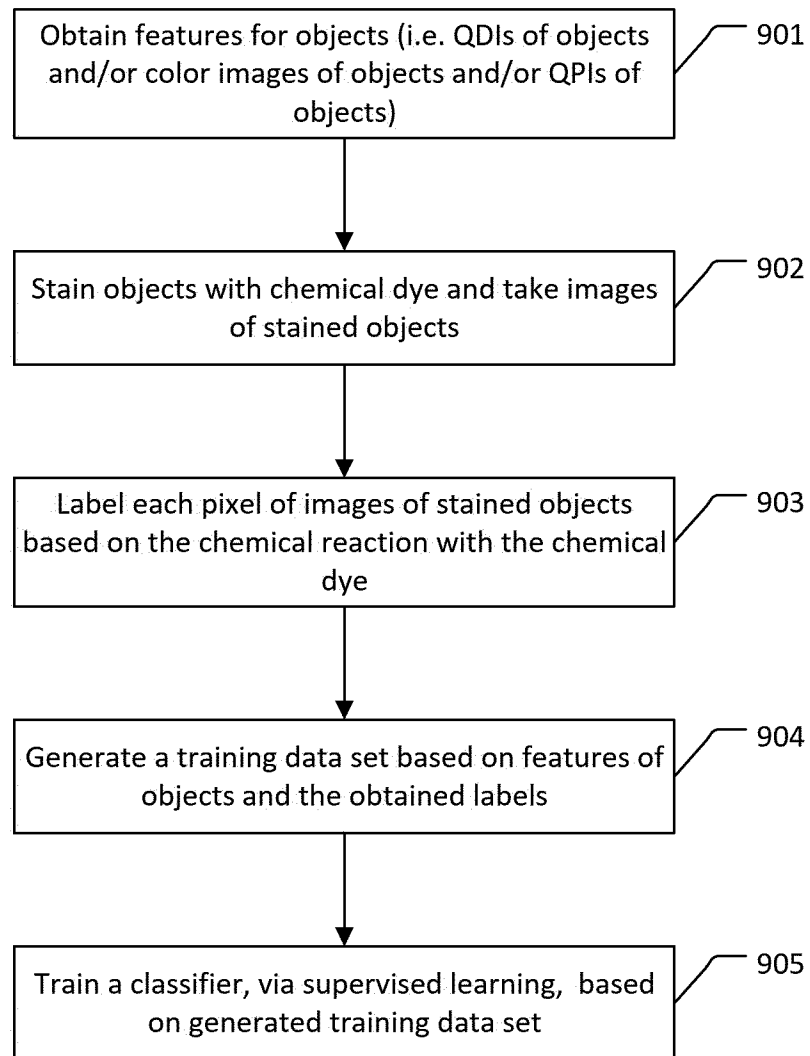 Obtain features for objects (i.e. QDIs of objects
and/or color images of objects and/or QPIs of
objects)
901
Stain objects with chemical dye and take images
of stained objects
902
Label each pixel of images of stained objects
based on the chemical reaction with the chemical
dye
903
Generate a training data set based on features of
objects and the obtained labels
904
Train a classifier, via supervised learning,  based
on generated training data set
905